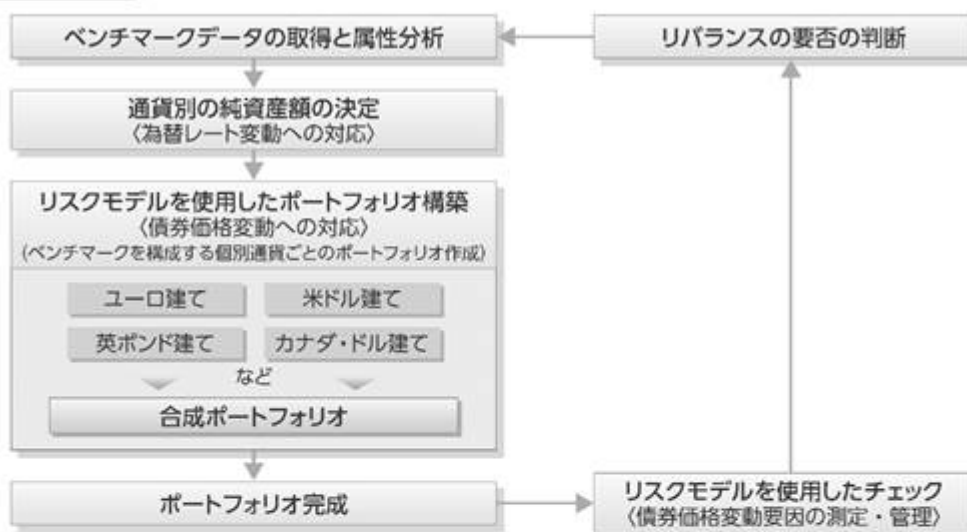 ベンチマークデータの取得と属性分析
リバランスの要否の判断
通貨別の純資産額の決定
〈為替レート変動への対応〉
リスクモデルを使用したポートフォリオ構築
〈債券価格変動への対応〉
(ベンチマークを構成する個別通貨ごとのポートフォリオ作成)
ユーロ建て
米ドル建て
英ポンド建て
カナダ・ドル建て
など
合成ポートフォリオ
ポートフォリオ完成
リスクモデルを使用したチェック
〈債券価格変動要因の測定・管理〉